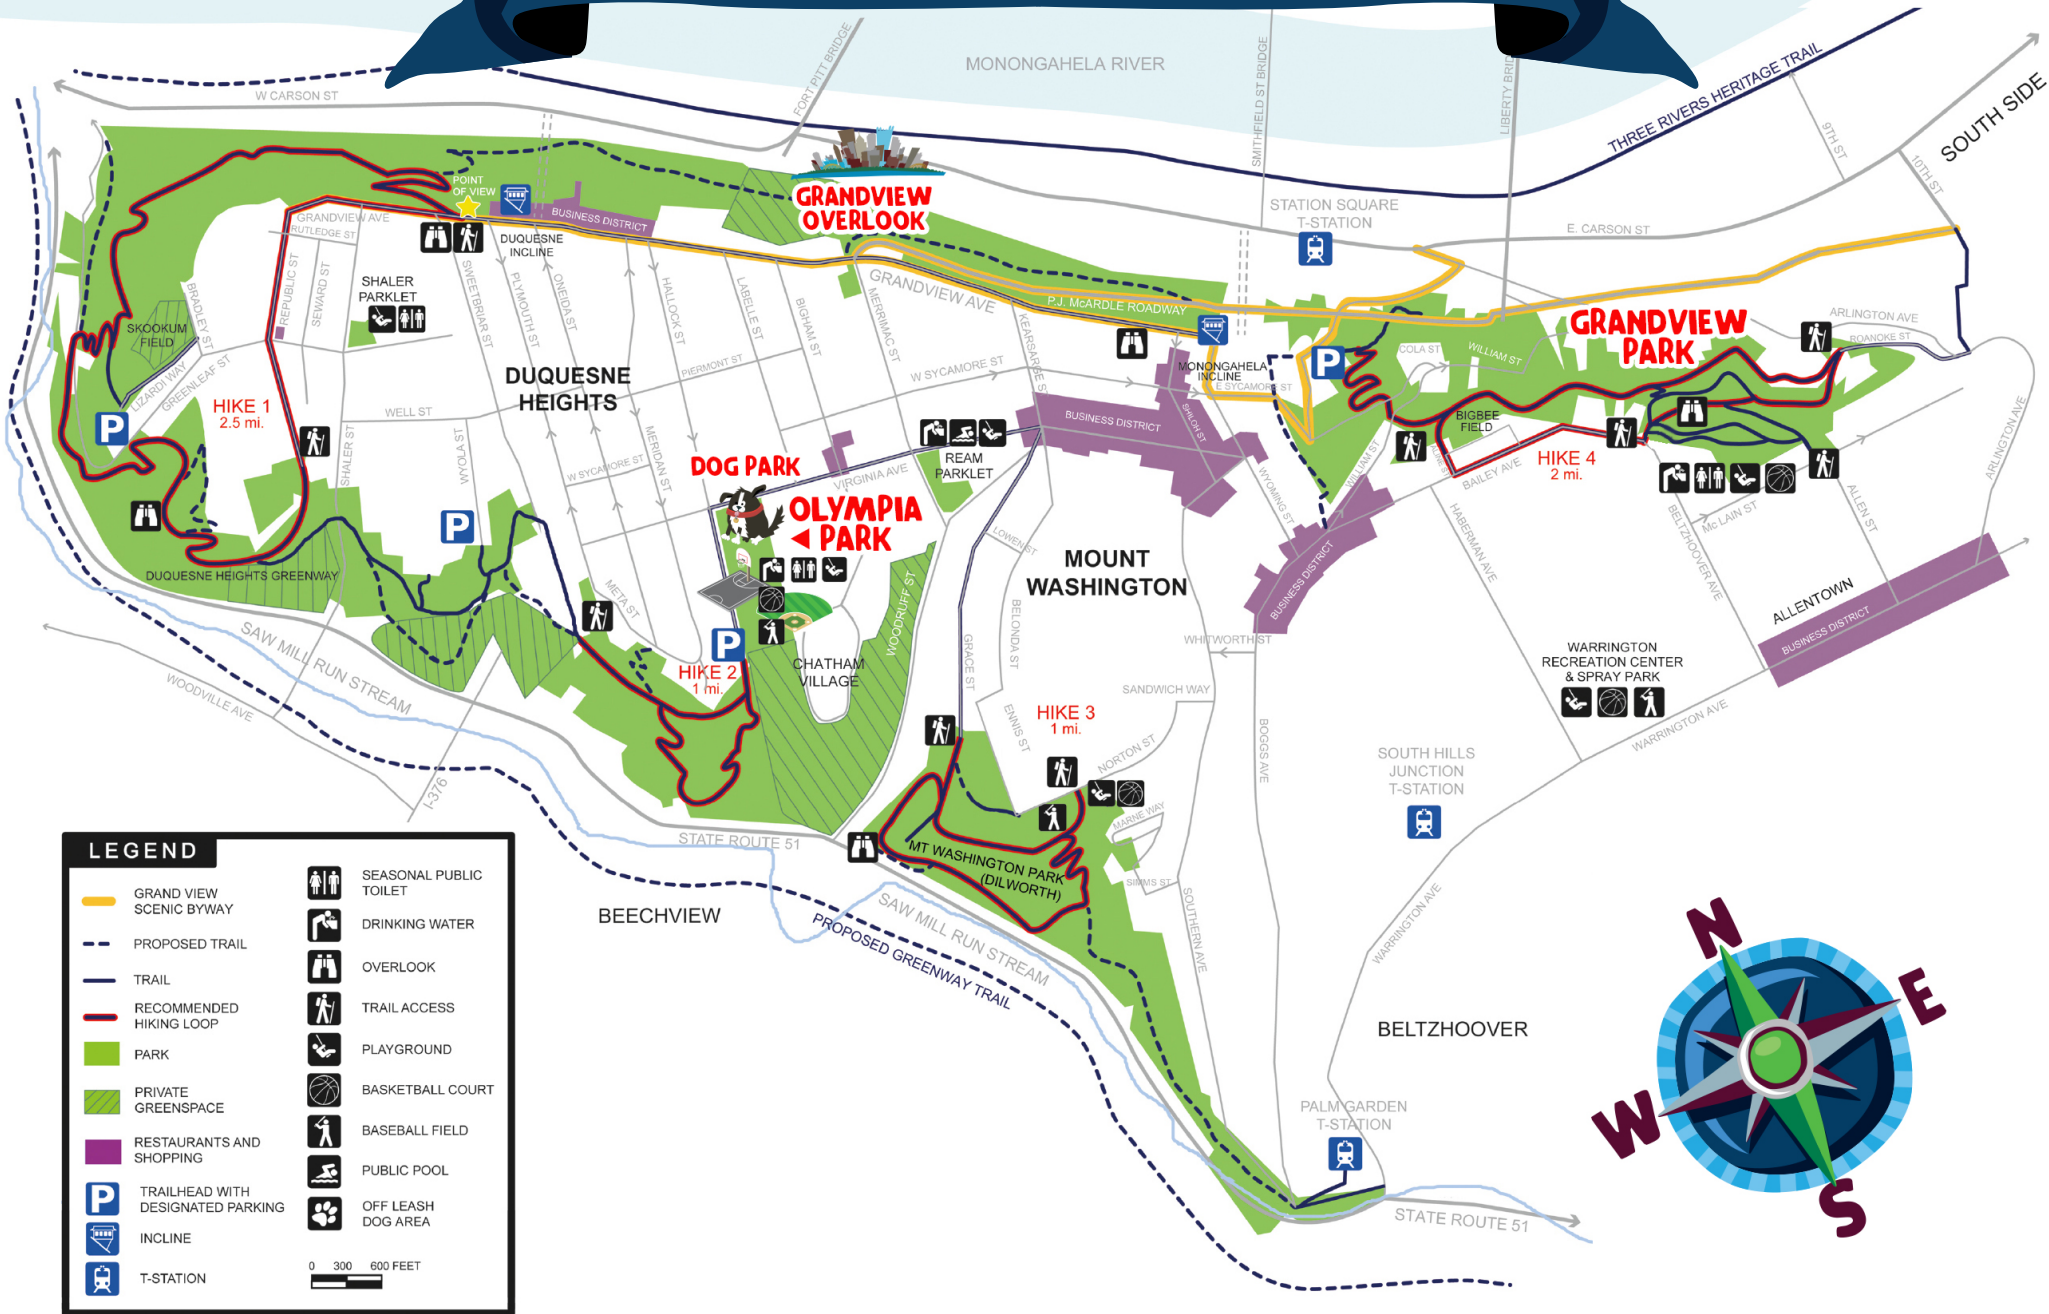 MONONGAHELA RIVER
FORT PITT BRIDGE
SMITHFIELD ST BRIDGE
THREE RIVERS HERITAGE TRAIL
SOUTH SIDE
9TH ST
10TH ST
W CARSON ST
E. CARSON ST
STATION SQUARE
T-STATION
GRANDVIEW
OVERLOOK
POINT
OF VIEW
BUSINESS DISTRICT
DUQUESNE
INCLINE
GRANDVIEW AVE
RUTLEDGE ST
REPUBLIC ST
SEWARD ST
SHALER
PARKLET
SKOOKUM
FIELD
BRADLEY ST
LIZARDI WAY
GREENLEAF ST
HIKE 1
2.5 mi.
SWEETBRIAR ST
PLYMOUTH ST
ONEIDA ST
HALLOCK ST
LABELLE ST
BIGHAM ST
MERRIMAC ST
GRANDVIEW AVE
P.J. McARDLE ROADWAY
KEARSARGE ST
W SYCAMORE ST
PIERMONT ST
MONONGAHELA
INCLINE
E SYCAMORE ST
SHILOH ST
BUSINESS DISTRICT
GRANDVIEW
PARK
COLA ST
WILLIAM ST
ARLINGTON AVE
ROANOKE ST
DUQUESNE
HEIGHTS
WELL ST
SHALER ST
WYOLA ST
W SYCAMORE ST
MERIDAN ST
DOG PARK
VIRGINIA AVE
REAM
PARKLET
OLYMPIA
PARK
BIGBEE
FIELD
BAILEY AVE
HIKE 4
2 mi.
WILLIAM ST
WYOMING ST
HABERMAN AVE
BELTZHOOVER AVE
Mc LAIN ST
ALLEN ST
ARLINGTON AVE
LOWEN ST
MOUNT
WASHINGTON
BUSINESS DISTRICT
ALLENTOWN
BUSINESS DISTRICT
DUQUESNE HEIGHTS GREENWAY
META ST
WOODRUFF ST
CHATHAM
VILLAGE
HIKE 2
1 mi.
GRACE ST
BELONDA ST
WHITWORTH ST
SANDWICH WAY
ENNIS ST
HIKE 3
1 mi.
NORTON ST
BOGGS AVE
WARRINGTON
RECREATION CENTER
& SPRAY PARK
WARRINGTON AVE
SOUTH HILLS
JUNCTION
T-STATION
SAW MILL RUN STREAM
WOODVILLE AVE
I-376
STATE ROUTE 51
MARNE WAY
SIMMS ST
MT WASHINGTON PARK
(DILWORTH)
SOUTHERN AVE
WARRINGTON AVE
BEECHVIEW
SAW MILL RUN STREAM
PROPOSED GREENWAY TRAIL
BELTZHOOVER
PALM GARDEN
T-STATION
STATE ROUTE 51
N
E
W
S
LEGEND
GRAND VIEW
SCENIC BYWAY
PROPOSED TRAIL
TRAIL
RECOMMENDED
HIKING LOOP
PARK
PRIVATE
GREENSPACE
RESTAURANTS AND
SHOPPING
P
TRAILHEAD WITH
DESIGNATED PARKING
INCLINE
T-STATION
SEASONAL PUBLIC
TOILET
DRINKING WATER
OVERLOOK
TRAIL ACCESS
PLAYGROUND
BASKETBALL COURT
BASEBALL FIELD
PUBLIC POOL
OFF LEASH
DOG AREA
0 300 600 FEET
P
P
P
P